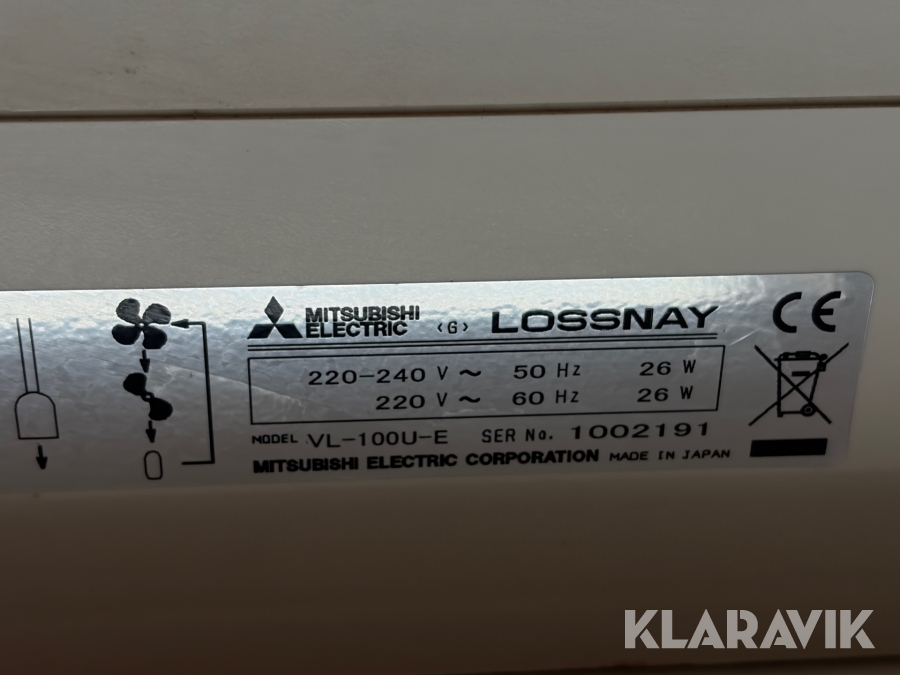 MITSUBISHI
ELECTRIC <G> LOSSNAY
CE
220-240 V ~ 50 Hz 26 W
220 V ~ 60 Hz 26 W
MODEL VL-100U-E SER No. 1002191
MITSUBISHI ELECTRIC CORPORATION MADE IN JAPAN
KLARAVIK